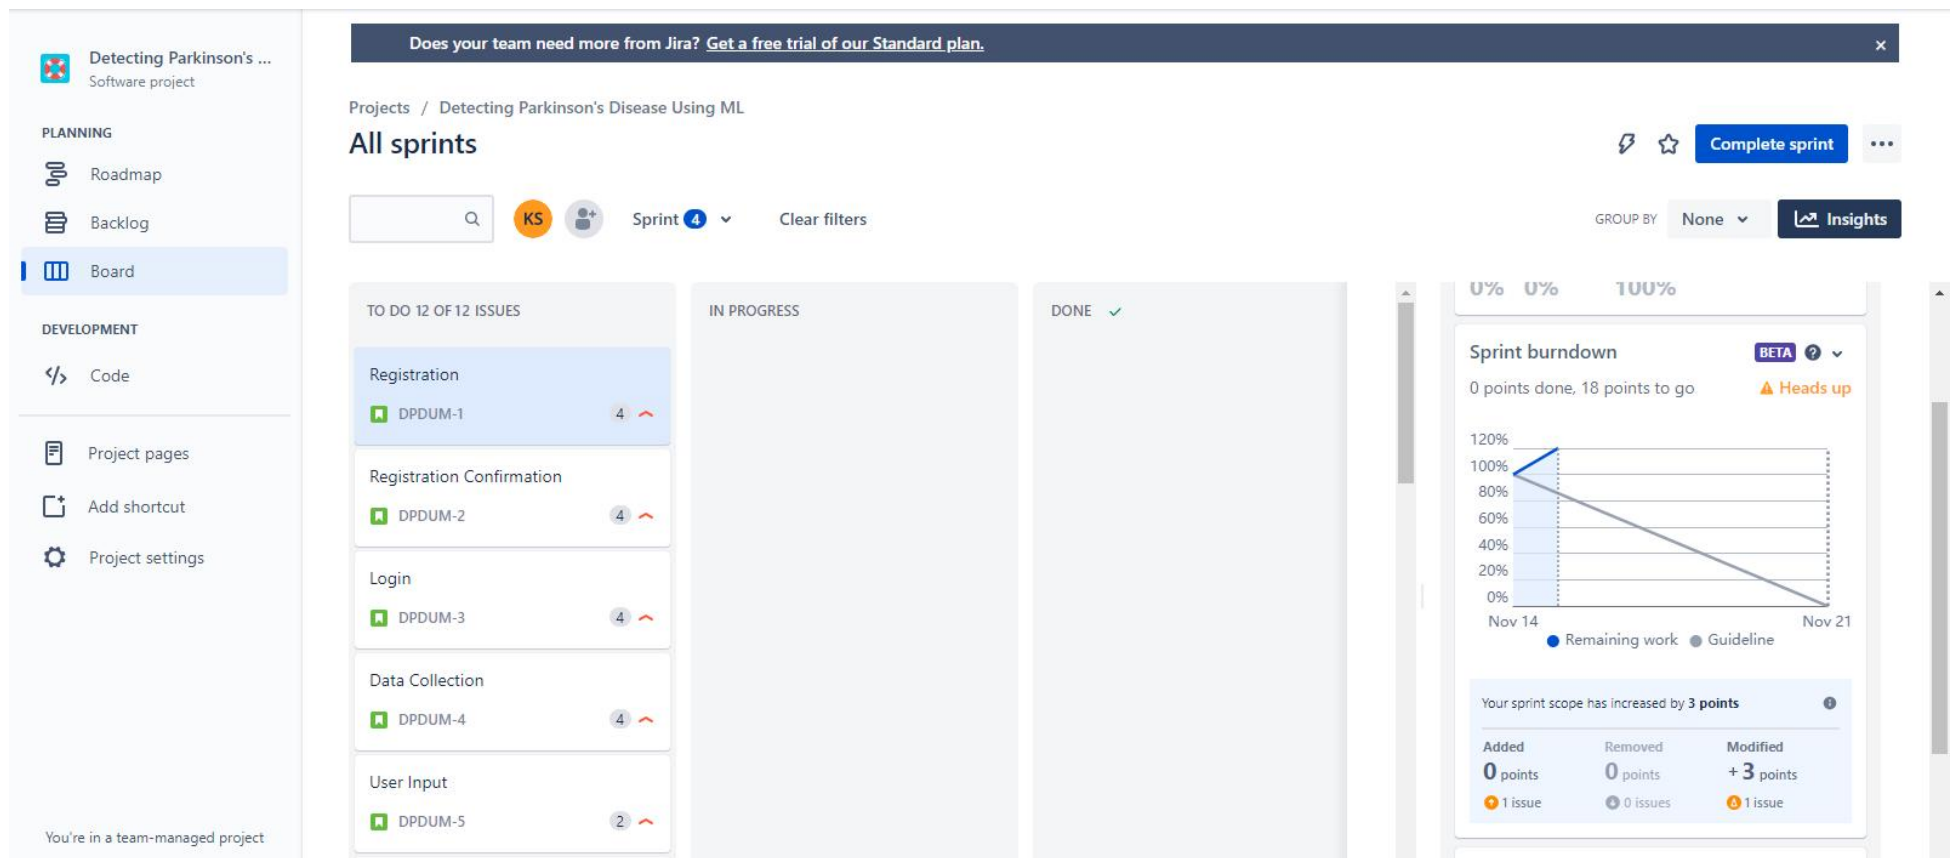 Detecting Parkinson's ...
Software project
PLANNING
Roadmap
Backlog
Board
DEVELOPMENT
Code
Project pages
Add shortcut
Project settings
You're in a team-managed project
Does your team need more from Jira? Get a free trial of our Standard plan. ×
Projects / Detecting Parkinson's Disease Using ML
All sprints
Complete sprint ...
KS Sprint 4 Clear filters
GROUP BY None Insights
TO DO 12 OF 12 ISSUES
Registration
DPDUM-1 4
Registration Confirmation
DPDUM-2 4
Login
DPDUM-3 4
Data Collection
DPDUM-4 4
User Input
DPDUM-5 2
IN PROGRESS
DONE
0% 0% 100%
Sprint burndown BETA ?
0 points done, 18 points to go Heads up
120%
100%
80%
60%
40%
20%
0%
Nov 14 Nov 21
Remaining work Guideline
Your sprint scope has increased by 3 points
Added Removed Modified
0 points 0 points + 3 points
1 issue 0 issues 1 issue